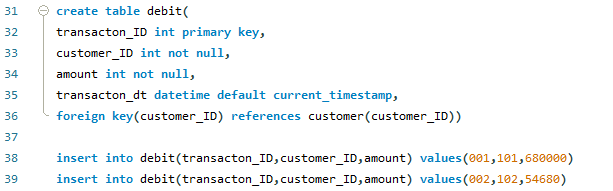 31 create table debit(
32 transacton_ID int primary key,
33 customer_ID int not null,
34 amount int not null,
35 transacton_dt datetime default current_timestamp,
36 foreign key(customer_ID) references customer(customer_ID))
37
38 insert into debit(transacton_ID,customer_ID,amount) values(001,101,680000)
39 insert into debit(transacton_ID,customer_ID,amount) values(002,102,54680)